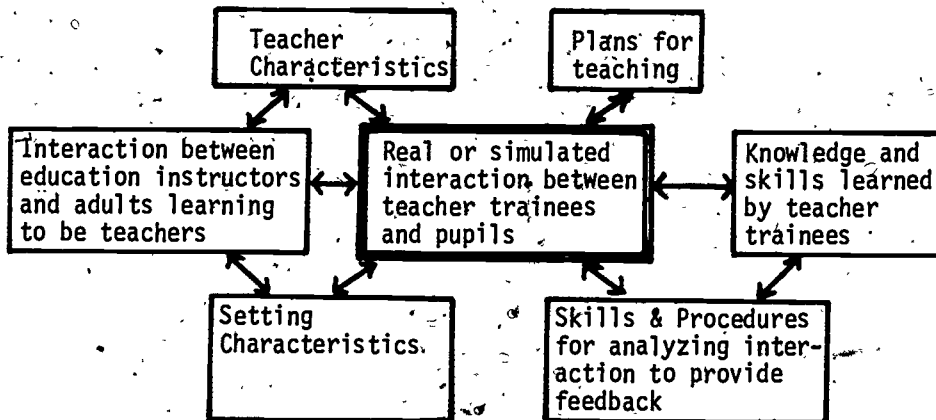 Teacher
Characteristics
Plans for
teaching
Interaction between
education instructors
and adults learning
to be teachers
Real or simulated
interaction between
teacher trainees
and pupils
Knowledge and
skills learned
by teacher
trainees
Setting
Characteristics
Skills & Procedures
for analyzing inter-
action to provide
feedback